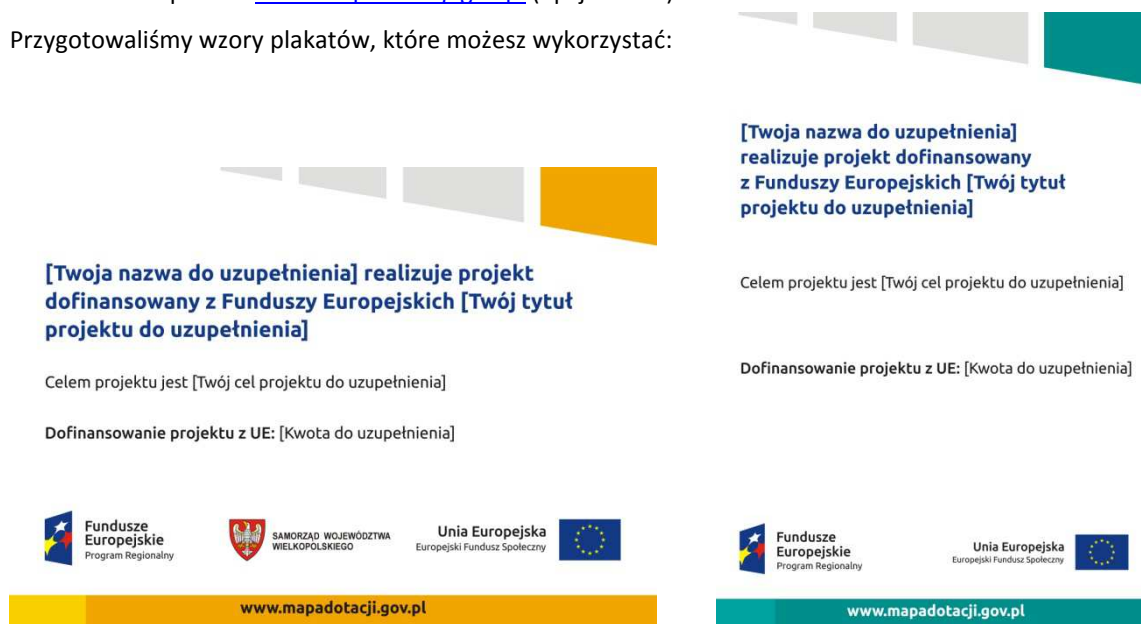 Przygotowaliśmy wzory plakatów, które możesz wykorzystać:
[Twoja nazwa do uzupełnienia] realizuje projekt
dofinansowany z Funduszy Europejskich [Twój tytuł
projektu do uzupełnienia]
Celem projektu jest [Twój cel projektu do uzupełnienia]
Dofinansowanie projektu z UE: [Kwota do uzupełnienia]
Fundusze
Europejskie
Program Regionalny
SAMORZĄD WOJEWÓDZTWA
WIELKOPOLSKIEGO
Unia Europejska
Europejski Fundusz Społeczny
www.mapadotacji.gov.pl
[Twoja nazwa do uzupełnienia]
realizuje projekt dofinansowany
z Funduszy Europejskich [Twój tytuł
projektu do uzupełnienia]
Celem projektu jest [Twój cel projektu do uzupełnienia]
Dofinansowanie projektu z UE: [Kwota do uzupełnienia]
Fundusze
Europejskie
Program Regionalny
Unia Europejska
Europejski Fundusz Społeczny
www.mapadotacji.gov.pl